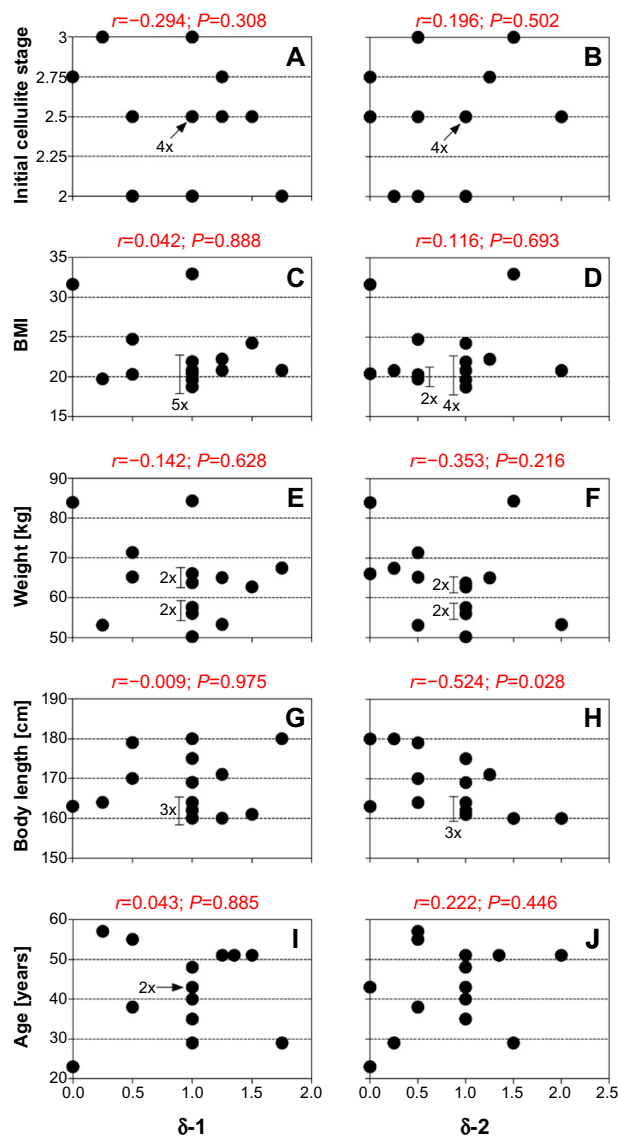 r=−0.294; P=0.308
r=0.196; P=0.502
Initial cellulite stage
3
2.75
2.5
2.25
2
A
4x
B
4x
r=0.042; P=0.888
r=0.116; P=0.693
BMI
35
30
25
20
15
C
5x
D
2x
4x
r=−0.142; P=0.628
r=−0.353; P=0.216
Weight [kg]
90
80
70
60
50
E
2x
2x
F
2x
2x
r=−0.009; P=0.975
r=−0.524; P=0.028
Body length [cm]
190
180
170
160
150
G
3x
H
3x
r=0.043; P=0.885
r=0.222; P=0.446
Age [years]
60
50
40
30
20
I
2x
J
0.0 0.5 1.0 1.5 2.0
0.0 0.5 1.0 1.5 2.0 2.5
δ-1
δ-2